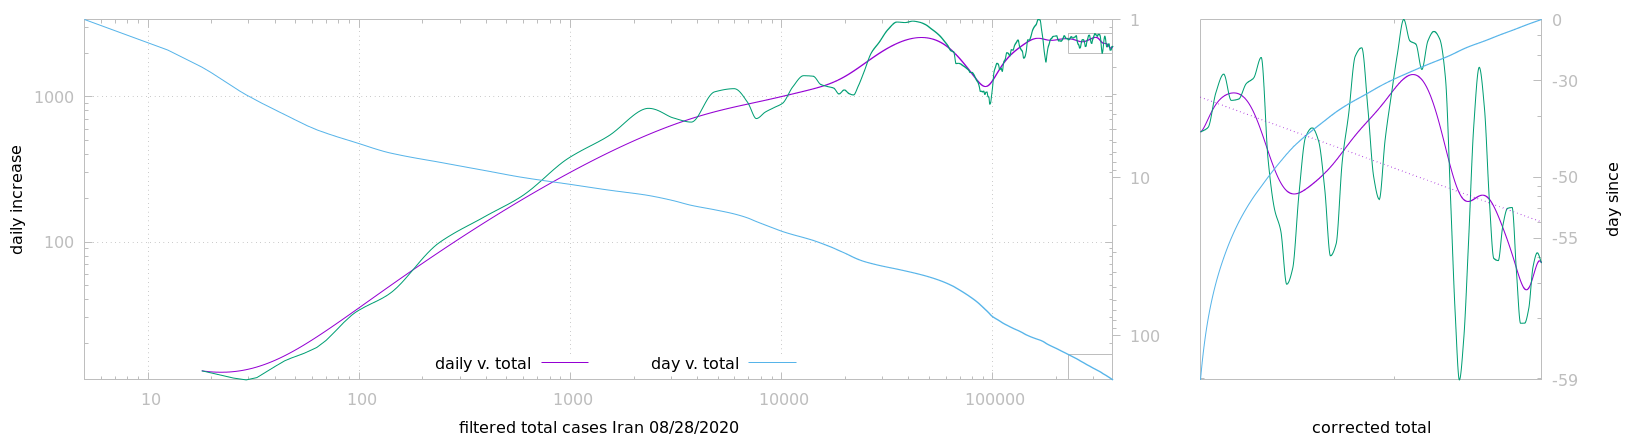 daily increase
1000
100
1
10
100
daily v. total
day v. total
10
100
1000
10000
100000
filtered total cases Iran 08/28/2020
0
-30
-50
-55
-59
day since
corrected total